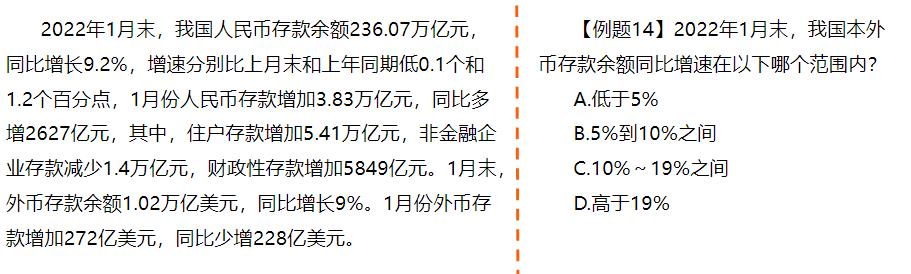 2022年1月末，我国人民币存款余额236.07万亿元，
同比增长9.2%，增速分别比上月末和上年同期低0.1个和
1.2个百分点，1月份人民币存款增加3.83万亿元，同比多
增2627亿元，其中，住户存款增加5.41万亿元，非金融企
业存款减少1.4万亿元，财政性存款增加5849亿元。1月末，
外币存款余额1.02万亿美元，同比增长9%。1月份外币存
款增加272亿美元，同比少增228亿美元。
【例题14】2022年1月末，我国本外
币存款余额同比增速在以下哪个范围内？
A.低于5%
B.5%到10%之间
C.10%～19%之间
D.高于19%